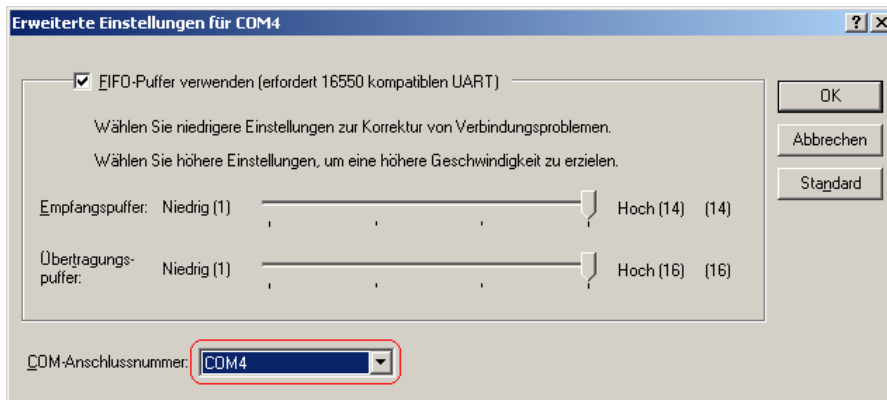 Erweiterte Einstellungen für COM4
FIFO-Puffer verwenden (erfordert 16550 kompatiblen UART)
OK
Wählen Sie niedrigere Einstellungen zur Korrektur von Verbindungsproblemen.
Abbrechen
Wählen Sie höhere Einstellungen, um eine höhere Geschwindigkeit zu erzielen.
Standard
Empfangspuffer: Niedrig (1) Hoch (14) (14)
Übertragungs-
puffer: Niedrig (1) Hoch (16) (16)
COM-Anschlussnummer: COM4